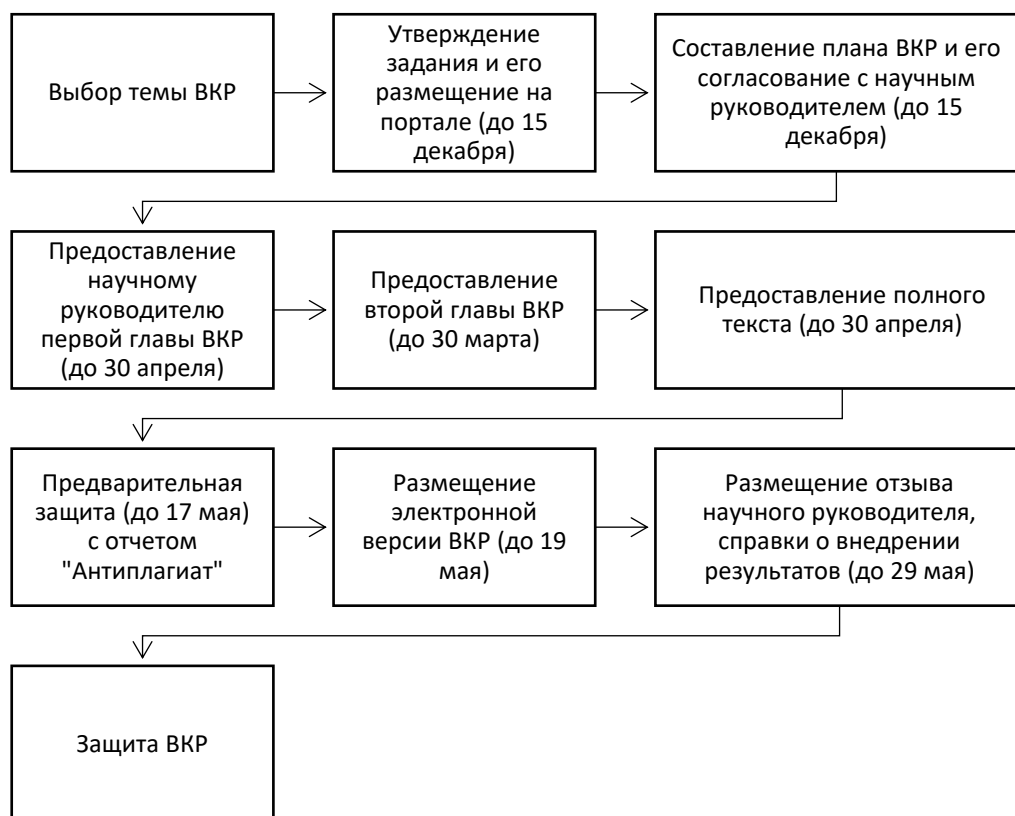 Выбор темы ВКР
Утверждение
задания и его
размещение на
портале (до 15
декабря)
Составление плана ВКР и его
согласование с научным
руководителем (до 15
декабря)
Предоставление
научному
руководителю
первой главы ВКР
(до 30 апреля)
Предоставление
второй главы ВКР
(до 30 марта)
Предоставление полного
текста (до 30 апреля)
Предварительная
защита (до 17 мая)
с отчетом
"Антиплагиат"
Размещение
электронной
версии ВКР (до 19
мая)
Размещение отзыва
научного руководителя,
справки о внедрении
результатов (до 29 мая)
Защита ВКР